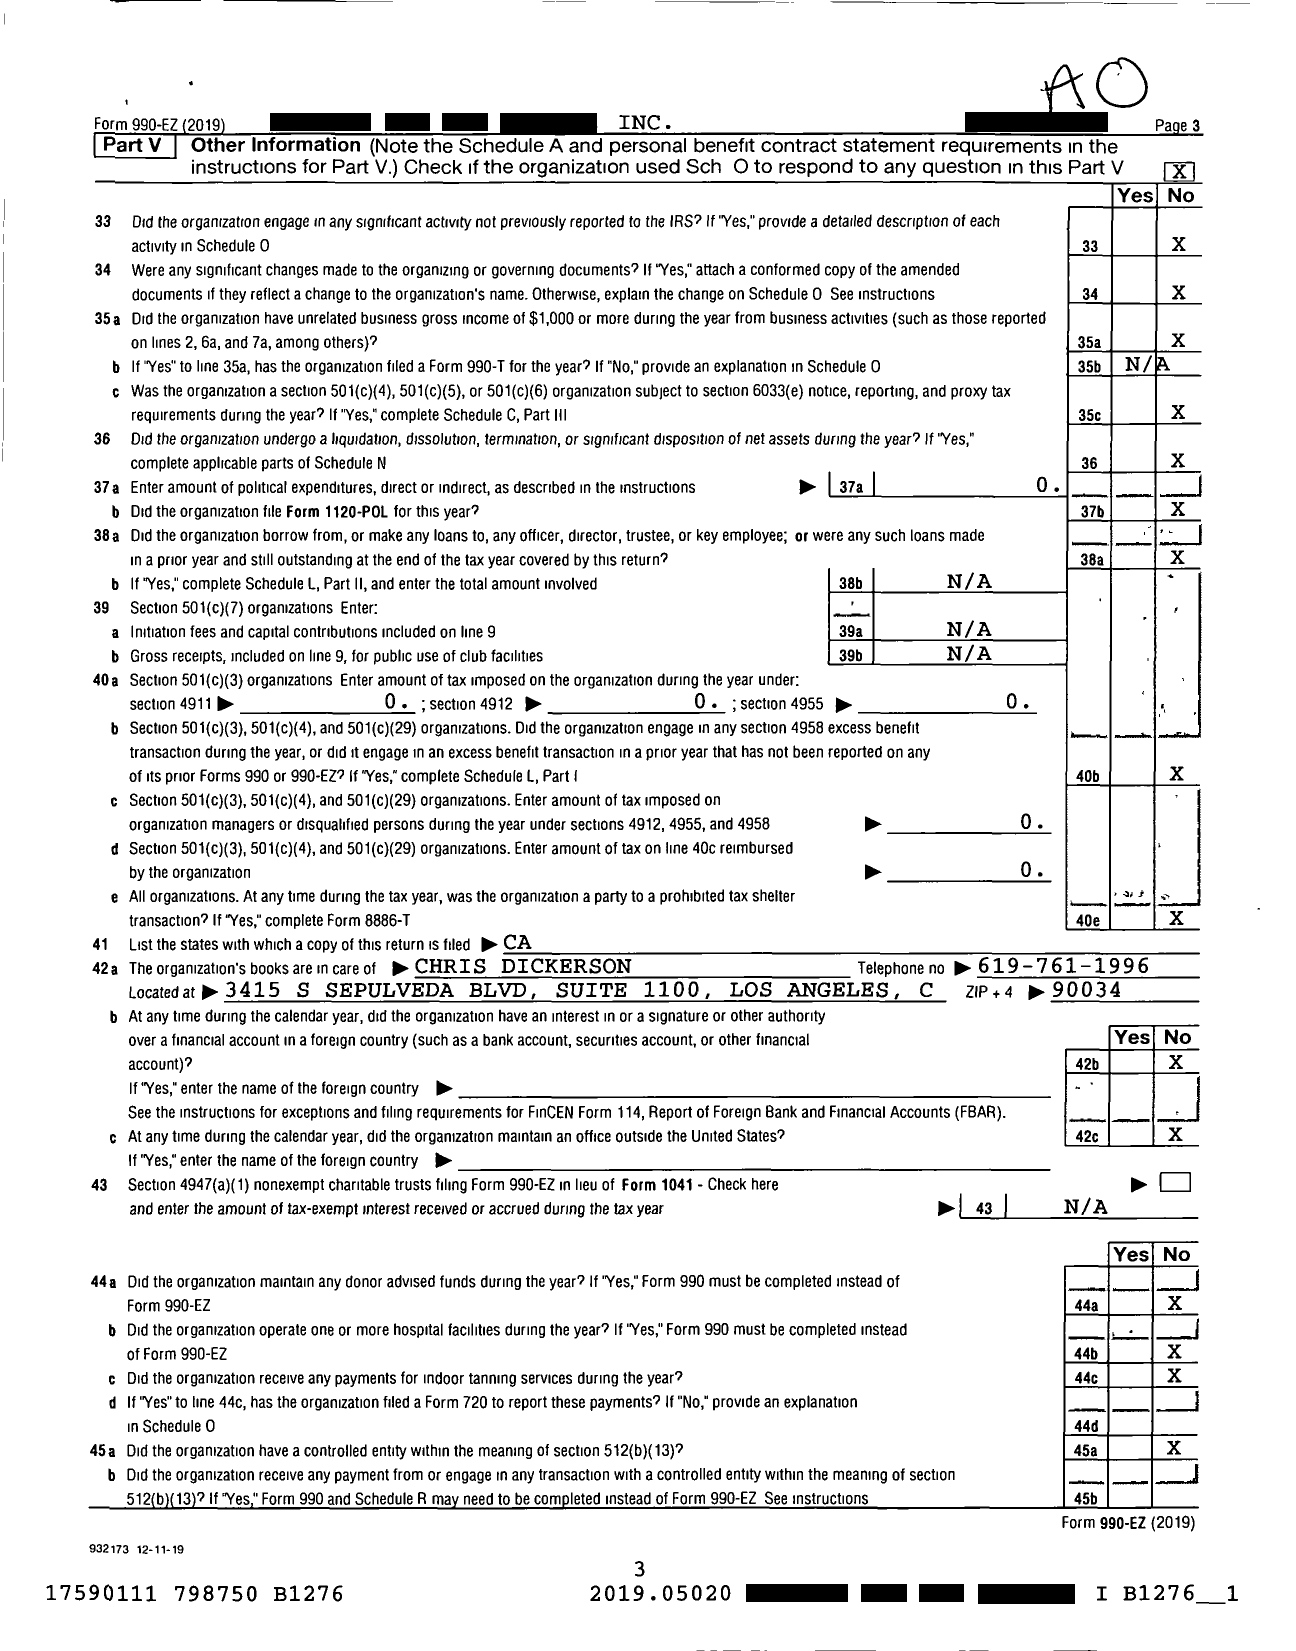 AO
Form 990-EZ (2019) INC. Page 3
Part V Other Information (Note the Schedule A and personal benefit contract statement requirements in the
instructions for Part V.) Check if the organization used Sch O to respond to any question in this Part V X
Yes No
33 Did the organization engage in any significant activity not previously reported to the IRS? If "Yes," provide a detailed description of each
activity in Schedule O 33 X
34 Were any significant changes made to the organizing or governing documents? If "Yes," attach a conformed copy of the amended
documents if they reflect a change to the organization's name. Otherwise, explain the change on Schedule O See instructions 34 X
35a Did the organization have unrelated business gross income of $1,000 or more during the year from business activities (such as those reported
on lines 2, 6a, and 7a, among others)? 35a X
b If "Yes" to line 35a, has the organization filed a Form 990-T for the year? If "No," provide an explanation in Schedule O 35b N/A
c Was the organization a section 501(c)(4), 501(c)(5), or 501(c)(6) organization subject to section 6033(e) notice, reporting, and proxy tax
requirements during the year? If "Yes," complete Schedule C, Part III 35c X
36 Did the organization undergo a liquidation, dissolution, termination, or significant disposition of net assets during the year? If "Yes,"
complete applicable parts of Schedule N 36 X
37a Enter amount of political expenditures, direct or indirect, as described in the instructions ▶ 37a 0.
b Did the organization file Form 1120-POL for this year? 37b X
38a Did the organization borrow from, or make any loans to, any officer, director, trustee, or key employee; or were any such loans made
in a prior year and still outstanding at the end of the tax year covered by this return? 38a X
b If "Yes," complete Schedule L, Part II, and enter the total amount involved 38b N/A
39 Section 501(c)(7) organizations Enter:
a Initiation fees and capital contributions included on line 9 39a N/A
b Gross receipts, included on line 9, for public use of club facilities 39b N/A
40a Section 501(c)(3) organizations Enter amount of tax imposed on the organization during the year under:
section 4911 ▶ 0. ; section 4912 ▶ 0. ; section 4955 ▶ 0.
b Section 501(c)(3), 501(c)(4), and 501(c)(29) organizations. Did the organization engage in any section 4958 excess benefit
transaction during the year, or did it engage in an excess benefit transaction in a prior year that has not been reported on any
of its prior Forms 990 or 990-EZ? If "Yes," complete Schedule L, Part I 40b X
c Section 501(c)(3), 501(c)(4), and 501(c)(29) organizations. Enter amount of tax imposed on
organization managers or disqualified persons during the year under sections 4912, 4955, and 4958 ▶ 0.
d Section 501(c)(3), 501(c)(4), and 501(c)(29) organizations. Enter amount of tax on line 40c reimbursed
by the organization ▶ 0.
e All organizations. At any time during the tax year, was the organization a party to a prohibited tax shelter
transaction? If "Yes," complete Form 8886-T 40e X
41 List the states with which a copy of this return is filed ▶ CA
42a The organization's books are in care of ▶ CHRIS DICKERSON Telephone no ▶ 619-761-1996
Located at ▶ 3415 S SEPULVEDA BLVD, SUITE 1100, LOS ANGELES, C ZIP + 4 ▶ 90034
b At any time during the calendar year, did the organization have an interest in or a signature or other authority
over a financial account in a foreign country (such as a bank account, securities account, or other financial Yes No
account)? 42b X
If "Yes," enter the name of the foreign country ▶
See the instructions for exceptions and filing requirements for FinCEN Form 114, Report of Foreign Bank and Financial Accounts (FBAR).
c At any time during the calendar year, did the organization maintain an office outside the United States? 42c X
If "Yes," enter the name of the foreign country ▶
43 Section 4947(a)(1) nonexempt charitable trusts filing Form 990-EZ in lieu of Form 1041 - Check here ▶
and enter the amount of tax-exempt interest received or accrued during the tax year ▶ 43 N/A
Yes No
44a Did the organization maintain any donor advised funds during the year? If "Yes," Form 990 must be completed instead of
Form 990-EZ 44a X
b Did the organization operate one or more hospital facilities during the year? If "Yes," Form 990 must be completed instead
of Form 990-EZ 44b X
c Did the organization receive any payments for indoor tanning services during the year? 44c X
d If "Yes" to line 44c, has the organization filed a Form 720 to report these payments? If "No," provide an explanation
in Schedule O 44d
45a Did the organization have a controlled entity within the meaning of section 512(b)(13)? 45a X
b Did the organization receive any payment from or engage in any transaction with a controlled entity within the meaning of section
512(b)(13)? If "Yes," Form 990 and Schedule R may need to be completed instead of Form 990-EZ See instructions 45b
Form 990-EZ (2019)
932173 12-11-19
3
17590111 798750 B1276 2019.05020 I B1276__1